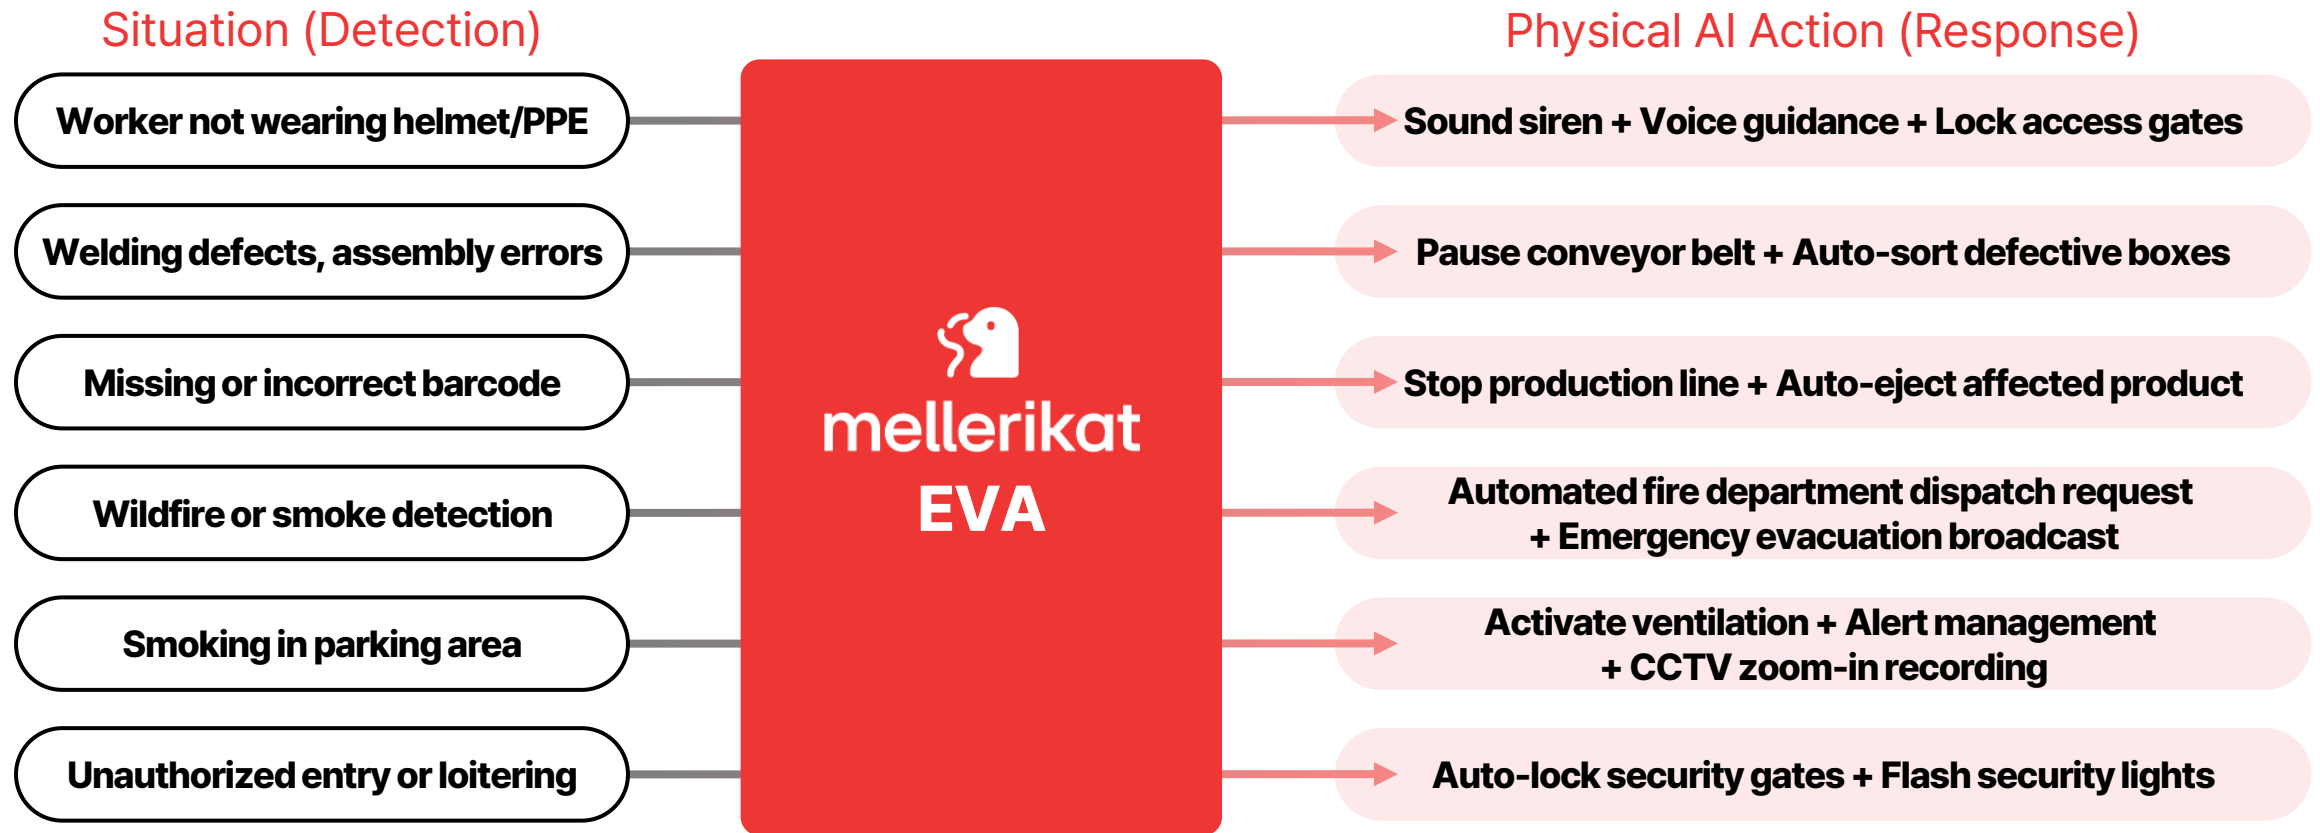 Situation (Detection)
Physical AI Action (Response)
Worker not wearing helmet/PPE
Sound siren + Voice guidance + Lock access gates
Welding defects, assembly errors
Pause conveyor belt + Auto-sort defective boxes
Missing or incorrect barcode
Stop production line + Auto-eject affected product
mellerikat
EVA
Wildfire or smoke detection
Automated fire department dispatch request
+ Emergency evacuation broadcast
Smoking in parking area
Activate ventilation + Alert management
+ CCTV zoom-in recording
Unauthorized entry or loitering
Auto-lock security gates + Flash security lights